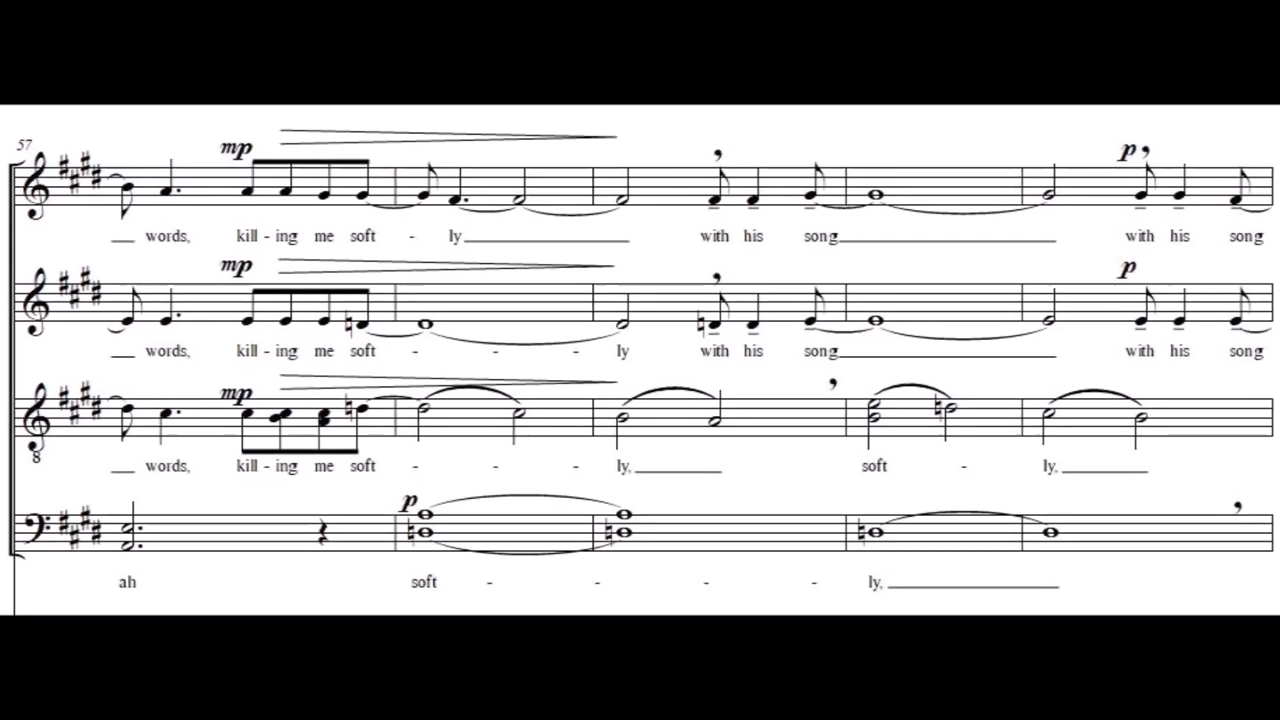 57
mp
p
words, kill - ing me soft - ly with his song with his song
mp
p
words, kill - ing me soft - - - ly with his song with his song
mp
8
words, kill - ing me soft - - - ly, soft - ly,
p
ah soft - - - - ly,